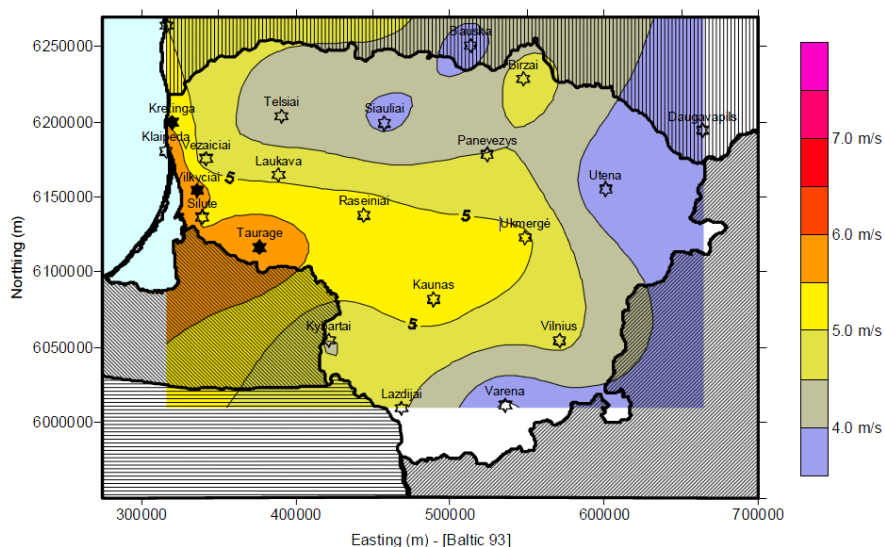 6250000
6200000
6150000
6100000
6050000
6000000
Northing (m)
300000
400000
500000
600000
700000
Easting (m) - [Baltic 93]
Bauska
Birzai
Telsiai
Siauliai
Kretinga
Daugavpils
Klaipeda
Vezaiciai
Panevezys
Laukava
Vilkyciai
5
Utena
Silute
Raseiniai
5
Ukmergé
Taurage
Kaunas
5
Kybartai
Vilnius
Lazdijai
Varena
7.0 m/s
6.0 m/s
5.0 m/s
4.0 m/s